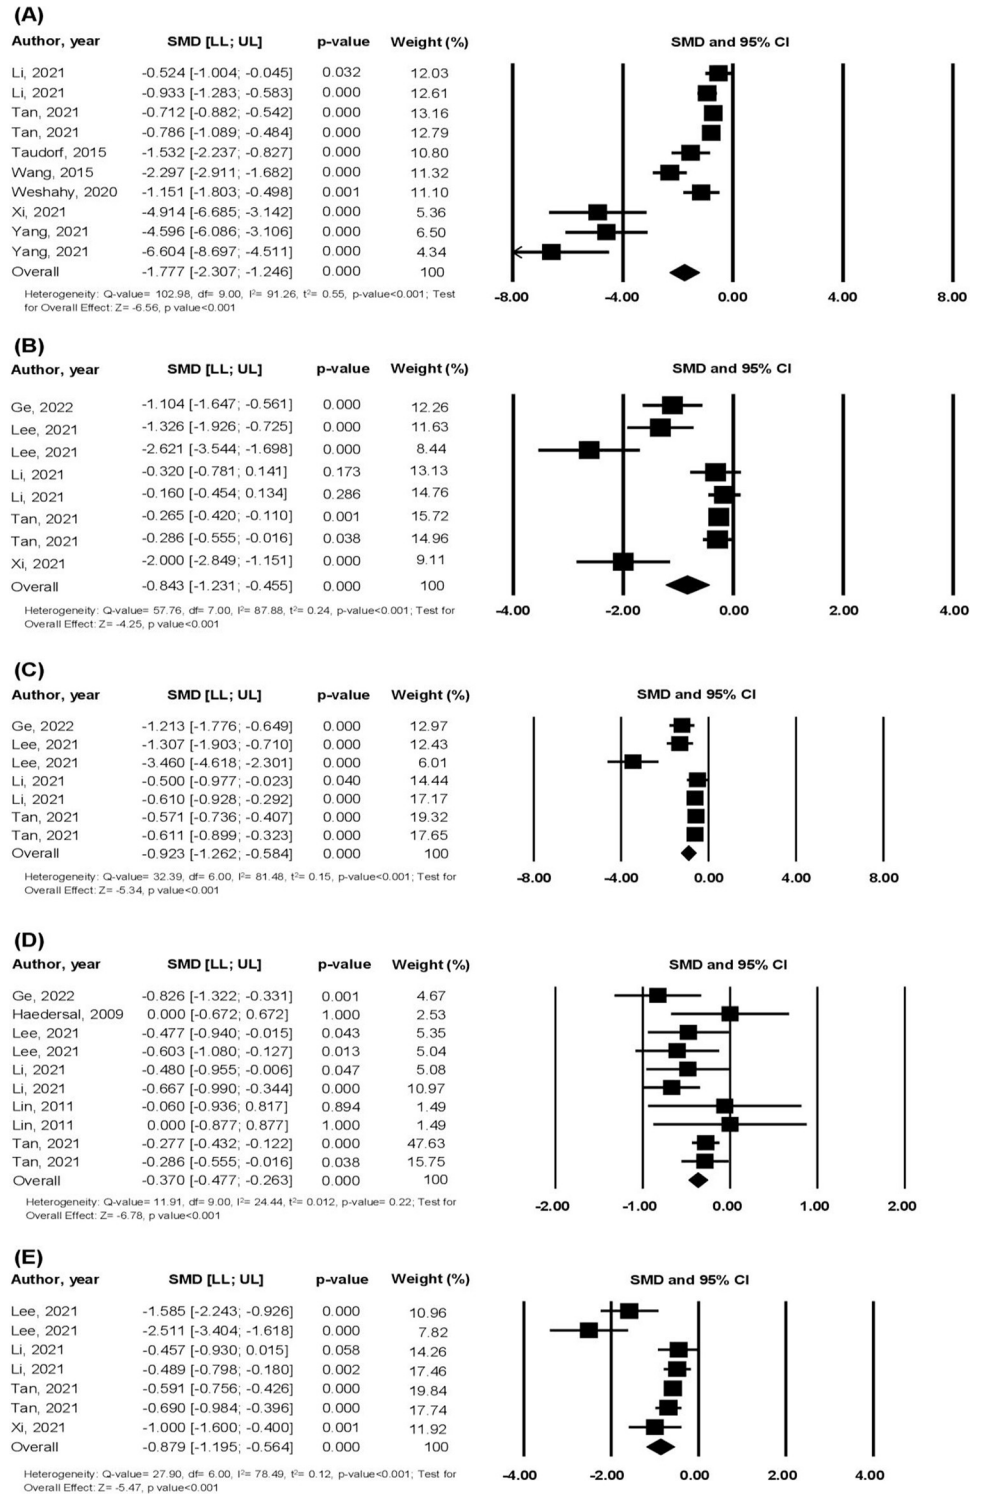 (A)
Author, year SMD [LL; UL] p-value Weight (%) SMD and 95% CI
Li, 2021 -0.524 [-1.004; -0.045] 0.032 12.03
Li, 2021 -0.933 [-1.283; -0.583] 0.000 12.61
Tan, 2021 -0.712 [-0.882; -0.542] 0.000 13.16
Tan, 2021 -0.786 [-1.089; -0.484] 0.000 12.79
Taudorf, 2015 -1.532 [-2.237; -0.827] 0.000 10.80
Wang, 2015 -2.297 [-2.911; -1.682] 0.000 11.32
Weshahy, 2020 -1.151 [-1.803; -0.498] 0.001 11.10
Xi, 2021 -4.914 [-6.685; -3.142] 0.000 5.36
Yang, 2021 -4.596 [-6.086; -3.106] 0.000 6.50
Yang, 2021 -6.604 [-8.697; -4.511] 0.000 4.34
Overall -1.777 [-2.307; -1.246] 0.000 100
-8.00 -4.00 0.00 4.00 8.00
Heterogeneity: Q-value= 102.98, df= 9.00, I²= 91.26, t²= 0.55, p-value<0.001; Test
for Overall Effect: Z= -6.56, p value<0.001
(B)
Author, year SMD [LL; UL] p-value Weight (%) SMD and 95% CI
Ge, 2022 -1.104 [-1.647; -0.561] 0.000 12.26
Lee, 2021 -1.326 [-1.926; -0.725] 0.000 11.63
Lee, 2021 -2.621 [-3.544; -1.698] 0.000 8.44
Li, 2021 -0.320 [-0.781; 0.141] 0.173 13.13
Li, 2021 -0.160 [-0.454; 0.134] 0.286 14.76
Tan, 2021 -0.265 [-0.420; -0.110] 0.001 15.72
Tan, 2021 -0.286 [-0.555; -0.016] 0.038 14.96
Xi, 2021 -2.000 [-2.849; -1.151] 0.000 9.11
Overall -0.843 [-1.231; -0.455] 0.000 100
-4.00 -2.00 0.00 2.00 4.00
Heterogeneity: Q-value= 57.76, df= 7.00, I²= 87.88, t²= 0.24, p-value<0.001; Test for
Overall Effect: Z= -4.25, p value<0.001
(C)
Author, year SMD [LL; UL] p-value Weight (%) SMD and 95% CI
Ge, 2022 -1.213 [-1.776; -0.649] 0.000 12.97
Lee, 2021 -1.307 [-1.903; -0.710] 0.000 12.43
Lee, 2021 -3.460 [-4.618; -2.301] 0.000 6.01
Li, 2021 -0.500 [-0.977; -0.023] 0.040 14.44
Li, 2021 -0.610 [-0.928; -0.292] 0.000 17.17
Tan, 2021 -0.571 [-0.736; -0.407] 0.000 19.32
Tan, 2021 -0.611 [-0.899; -0.323] 0.000 17.65
Overall -0.923 [-1.262; -0.584] 0.000 100
-8.00 -4.00 0.00 4.00 8.00
Heterogeneity: Q-value= 32.39, df= 6.00, I²= 81.48, t²= 0.15, p-value<0.001; Test for
Overall Effect: Z= -5.34, p value<0.001
(D)
Author, year SMD [LL; UL] p-value Weight (%) SMD and 95% CI
Ge, 2022 -0.826 [-1.322; -0.331] 0.001 4.67
Haedersal, 2009 0.000 [-0.672; 0.672] 1.000 2.53
Lee, 2021 -0.477 [-0.940; -0.015] 0.043 5.35
Lee, 2021 -0.603 [-1.080; -0.127] 0.013 5.04
Li, 2021 -0.480 [-0.955; -0.006] 0.047 5.08
Li, 2021 -0.667 [-0.990; -0.344] 0.000 10.97
Lin, 2011 -0.060 [-0.936; 0.817] 0.894 1.49
Lin, 2011 0.000 [-0.877; 0.877] 1.000 1.49
Tan, 2021 -0.277 [-0.432; -0.122] 0.000 47.63
Tan, 2021 -0.286 [-0.555; -0.016] 0.038 15.75
Overall -0.370 [-0.477; -0.263] 0.000 100
-2.00 -1.00 0.00 1.00 2.00
Heterogeneity: Q-value= 11.91, df= 9.00, I²= 24.44, t²= 0.012, p-value= 0.22; Test for
Overall Effect: Z= -6.78, p value<0.001
(E)
Author, year SMD [LL; UL] p-value Weight (%) SMD and 95% CI
Lee, 2021 -1.585 [-2.243; -0.926] 0.000 10.96
Lee, 2021 -2.511 [-3.404; -1.618] 0.000 7.82
Li, 2021 -0.457 [-0.930; 0.015] 0.058 14.26
Li, 2021 -0.489 [-0.798; -0.180] 0.002 17.46
Tan, 2021 -0.591 [-0.756; -0.426] 0.000 19.84
Tan, 2021 -0.690 [-0.984; -0.396] 0.000 17.74
Xi, 2021 -1.000 [-1.600; -0.400] 0.001 11.92
Overall -0.879 [-1.195; -0.564] 0.000 100
-4.00 -2.00 0.00 2.00 4.00
Heterogeneity: Q-value= 27.90, df= 6.00, I²= 78.49, t²= 0.12, p-value<0.001; Test for
Overall Effect: Z= -5.47, p value<0.001